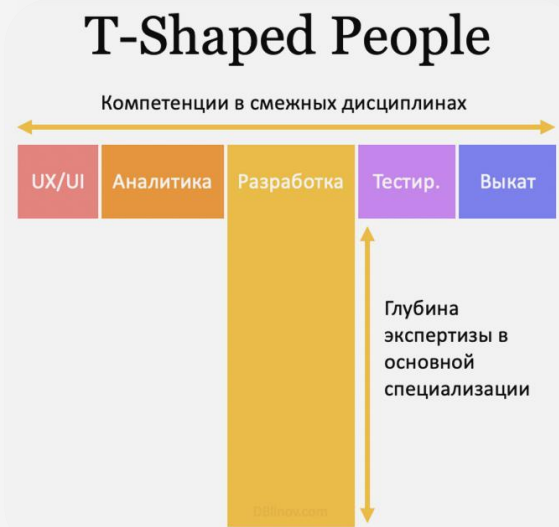 T-Shaped People
Компетенции в смежных дисциплинах
UX/UI
Аналитика
Разработка
Тестир.
Выкат
Глубина
экспертизы в
основной
специализации